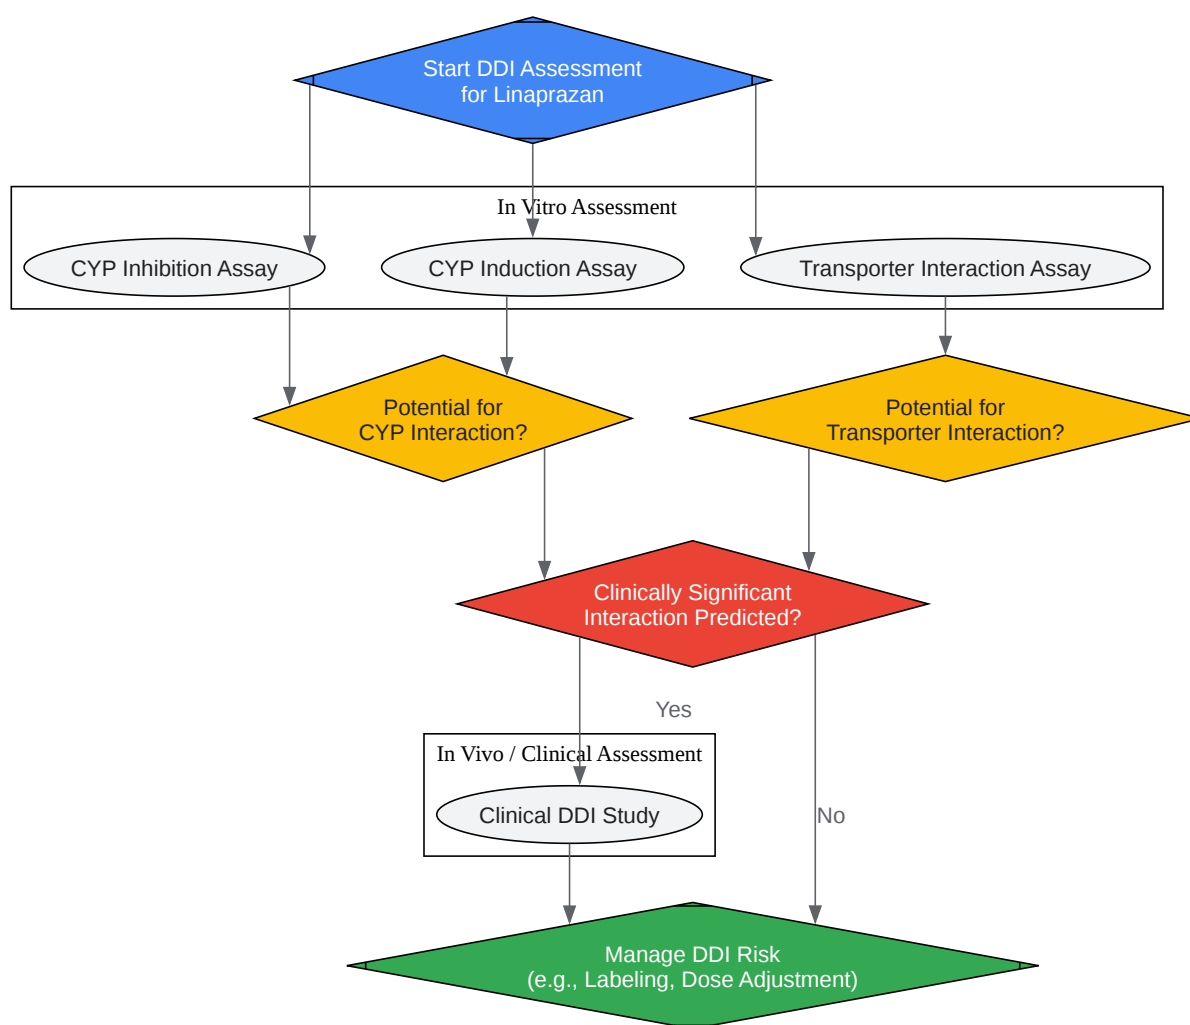 Start DDI Assessment
for Linaprazan
In Vitro Assessment
CYP Inhibition Assay
CYP Induction Assay
Transporter Interaction Assay
Potential for
CYP Interaction?
Potential for
Transporter Interaction?
Clinically Significant
Interaction Predicted?
Yes
In Vivo / Clinical Assessment
Clinical DDI Study
No
Manage DDI Risk
(e.g., Labeling, Dose Adjustment)